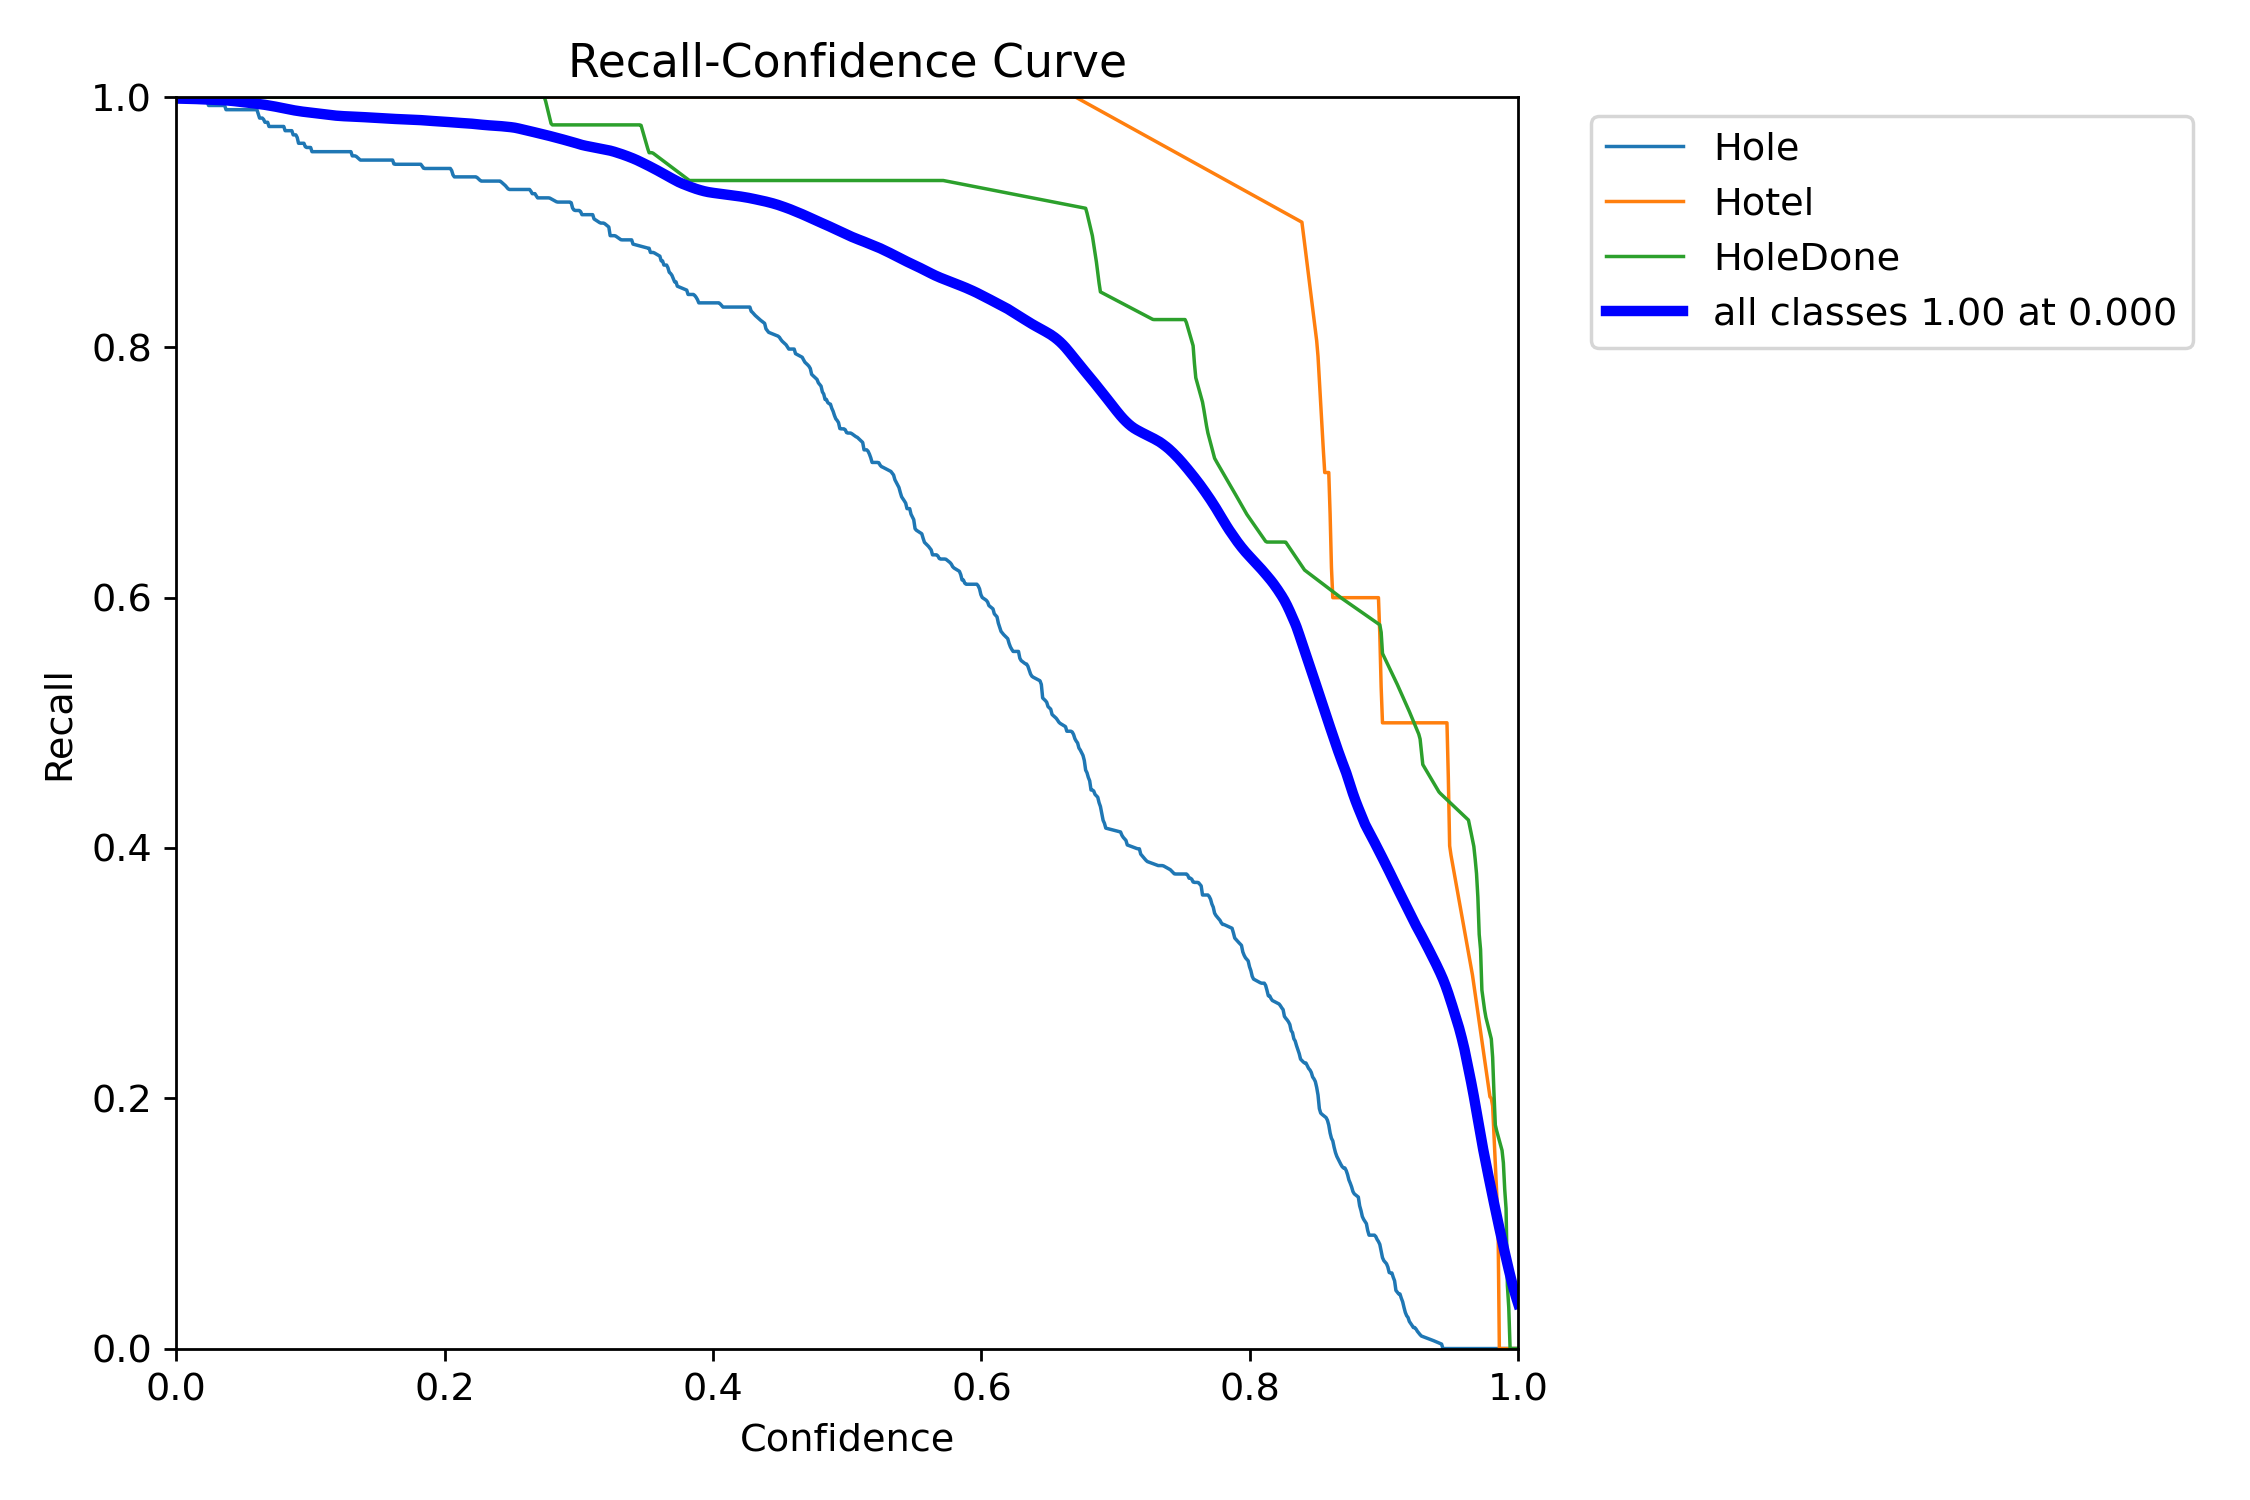 Recall-Confidence Curve
1.0
0.8
0.6
0.4
0.2
0.0
Recall
0.0 0.2 0.4 0.6 0.8 1.0
Confidence
Hole
Hotel
HoleDone
all classes 1.00 at 0.000